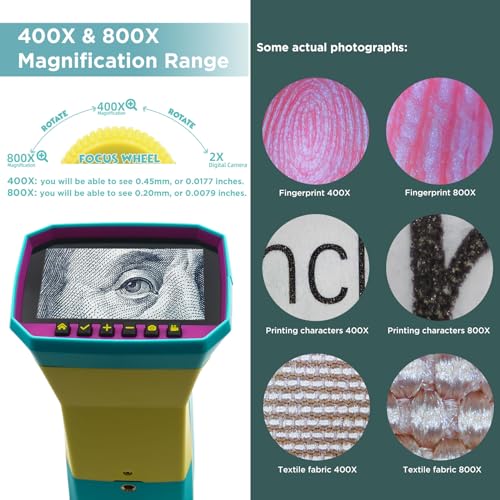 400X & 800X
Magnification Range
ROTATE
400X
Magnification
ROTATE
800X
Magnification
FOCUS WHEEL
2X
Digital Camera
400X: you will be able to see 0.45mm, or 0.0177 inches.
800X: you will be able to see 0.20mm, or 0.0079 inches.
Some actual photographs:
Fingerprint 400X
Fingerprint 800X
ncl
Printing characters 400X
Printing characters 800X
Textile fabric 400X
Textile fabric 800X